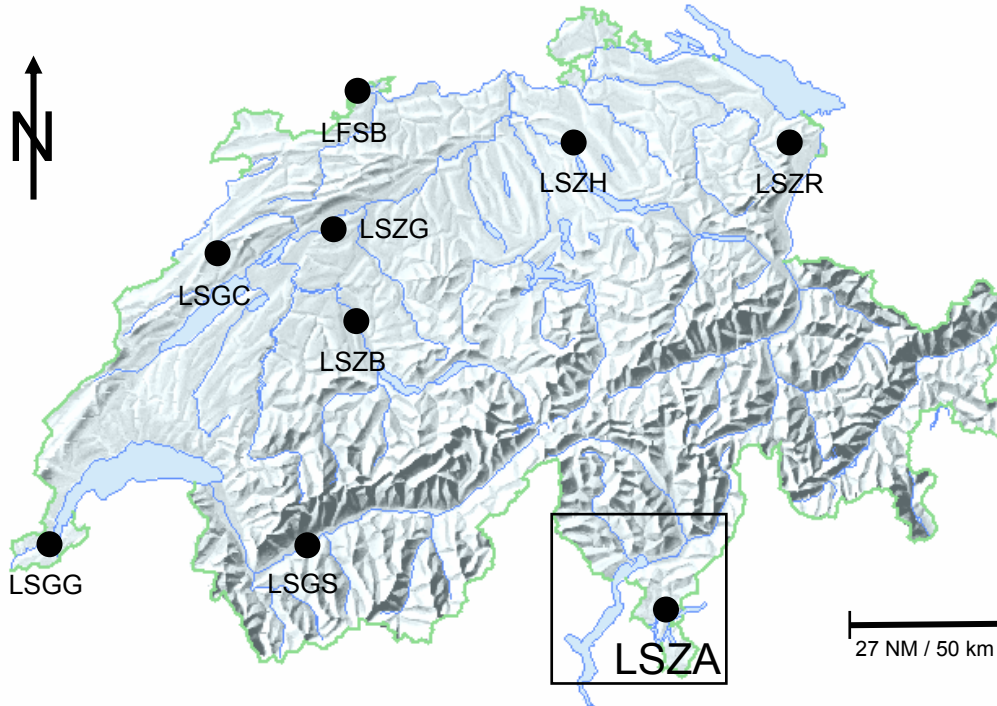 N
LFSB
LSZH
LSZR
LSZG
LSGC
LSZB
LSGG
LSGS
LSZA
27 NM / 50 km